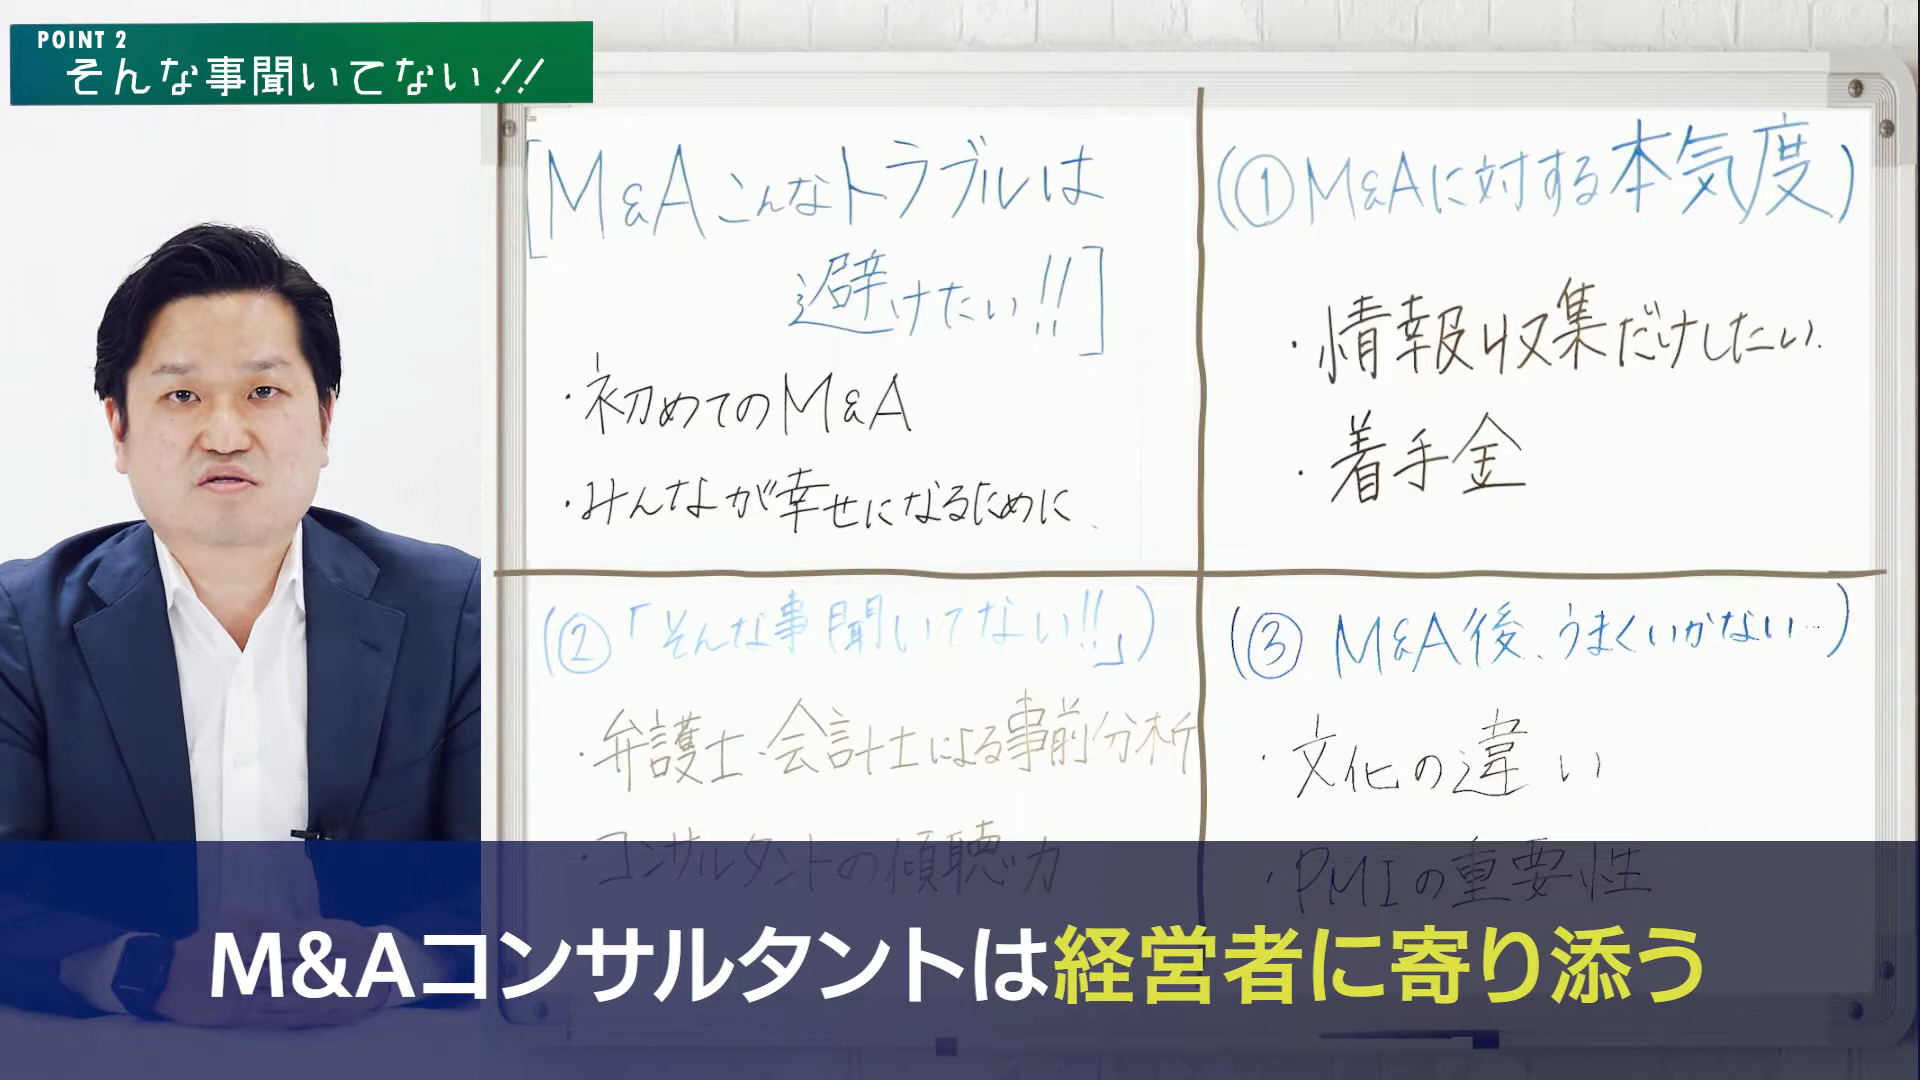 POINT 2
そんな事聞いてない!!
[M&Aこんなトラブルは
避けたい!!]
・初めてのM&A
・みんなが幸せになるために
(①M&Aに対する本気度)
・情報収集だけしたい
・着手金
(②「そんな事聞いてない!!」)
・弁護士・会計士による事前分析
・コンサルタントの傾聴力
(③ M&A後、うまくいかない…)
・文化の違い
・PMIの重要性
M&Aコンサルタントは経営者に寄り添う